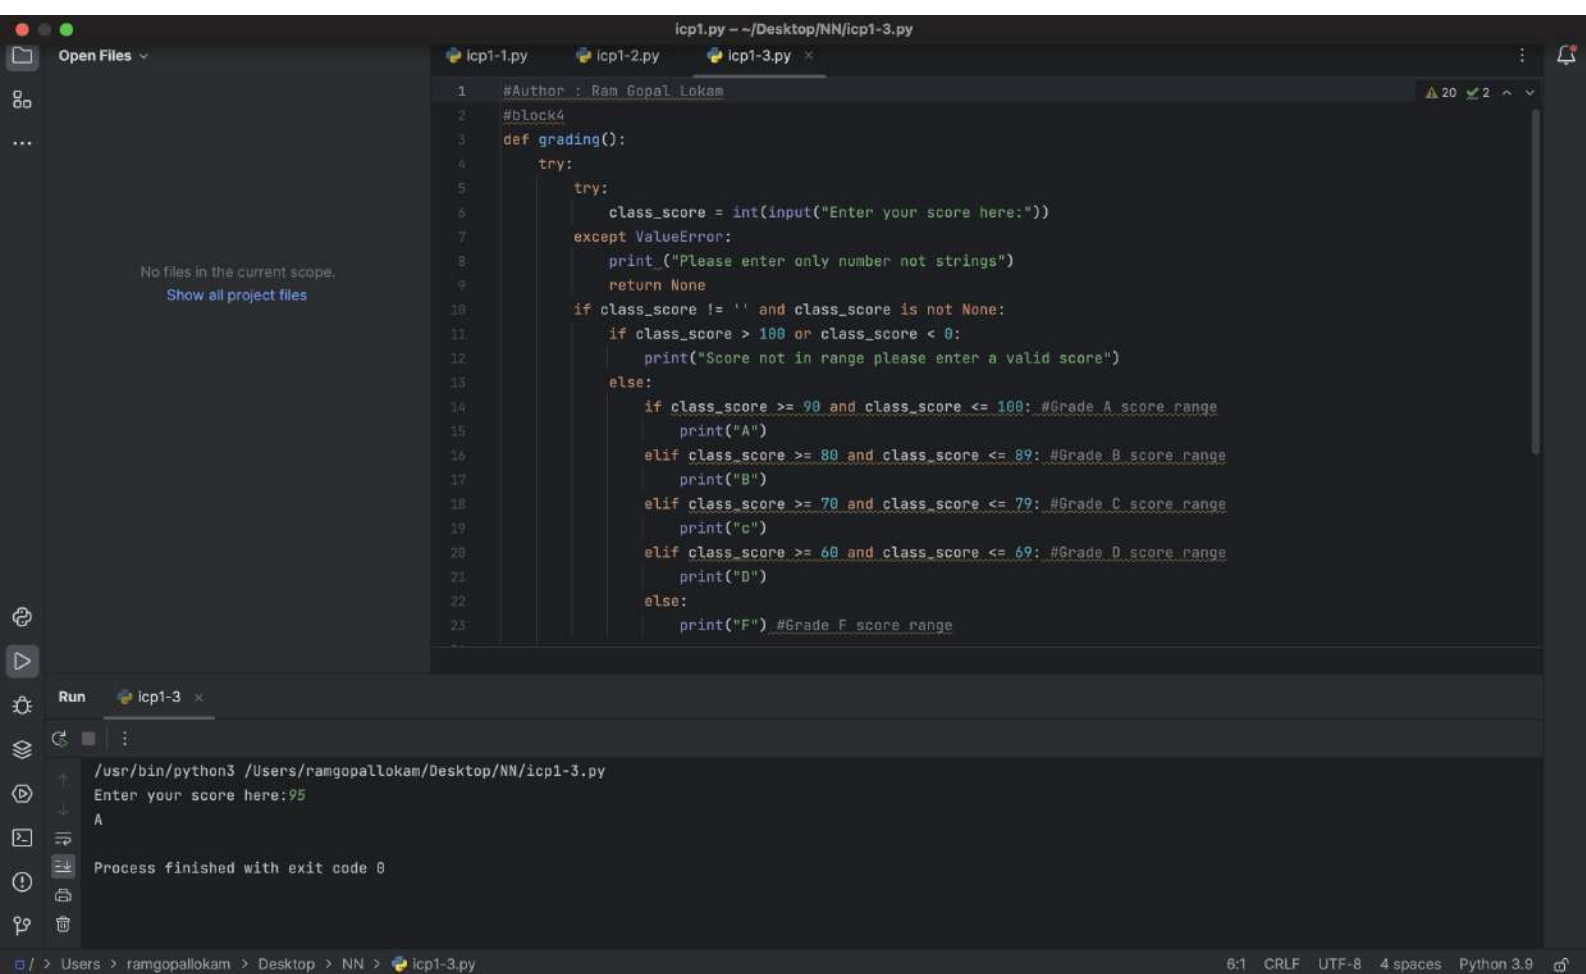 icp1.py – ~/Desktop/NN/icp1-3.py
Open Files
icp1-1.py icp1-2.py icp1-3.py
20 2
1 #Author : Ram Gopal Lokam
2 #block4
3 def grading():
4 try:
5 try:
6 class_score = int(input("Enter your score here:"))
7 except ValueError:
8 print ("Please enter only number not strings")
9 return None
10 if class_score != '' and class_score is not None:
11 if class_score > 100 or class_score < 0:
12 print("Score not in range please enter a valid score")
13 else:
14 if class_score >= 90 and class_score <= 100: #Grade A score range
15 print("A")
16 elif class_score >= 80 and class_score <= 89: #Grade B score range
17 print("B")
18 elif class_score >= 70 and class_score <= 79: #Grade C score range
19 print("c")
20 elif class_score >= 60 and class_score <= 69: #Grade D score range
21 print("D")
22 else:
23 print("F") #Grade F score range
No files in the current scope.
Show all project files
Run icp1-3
/usr/bin/python3 /Users/ramgopallokam/Desktop/NN/icp1-3.py
Enter your score here:95
A
Process finished with exit code 0
/ > Users > ramgopallokam > Desktop > NN > icp1-3.py
6:1 CRLF UTF-8 4 spaces Python 3.9